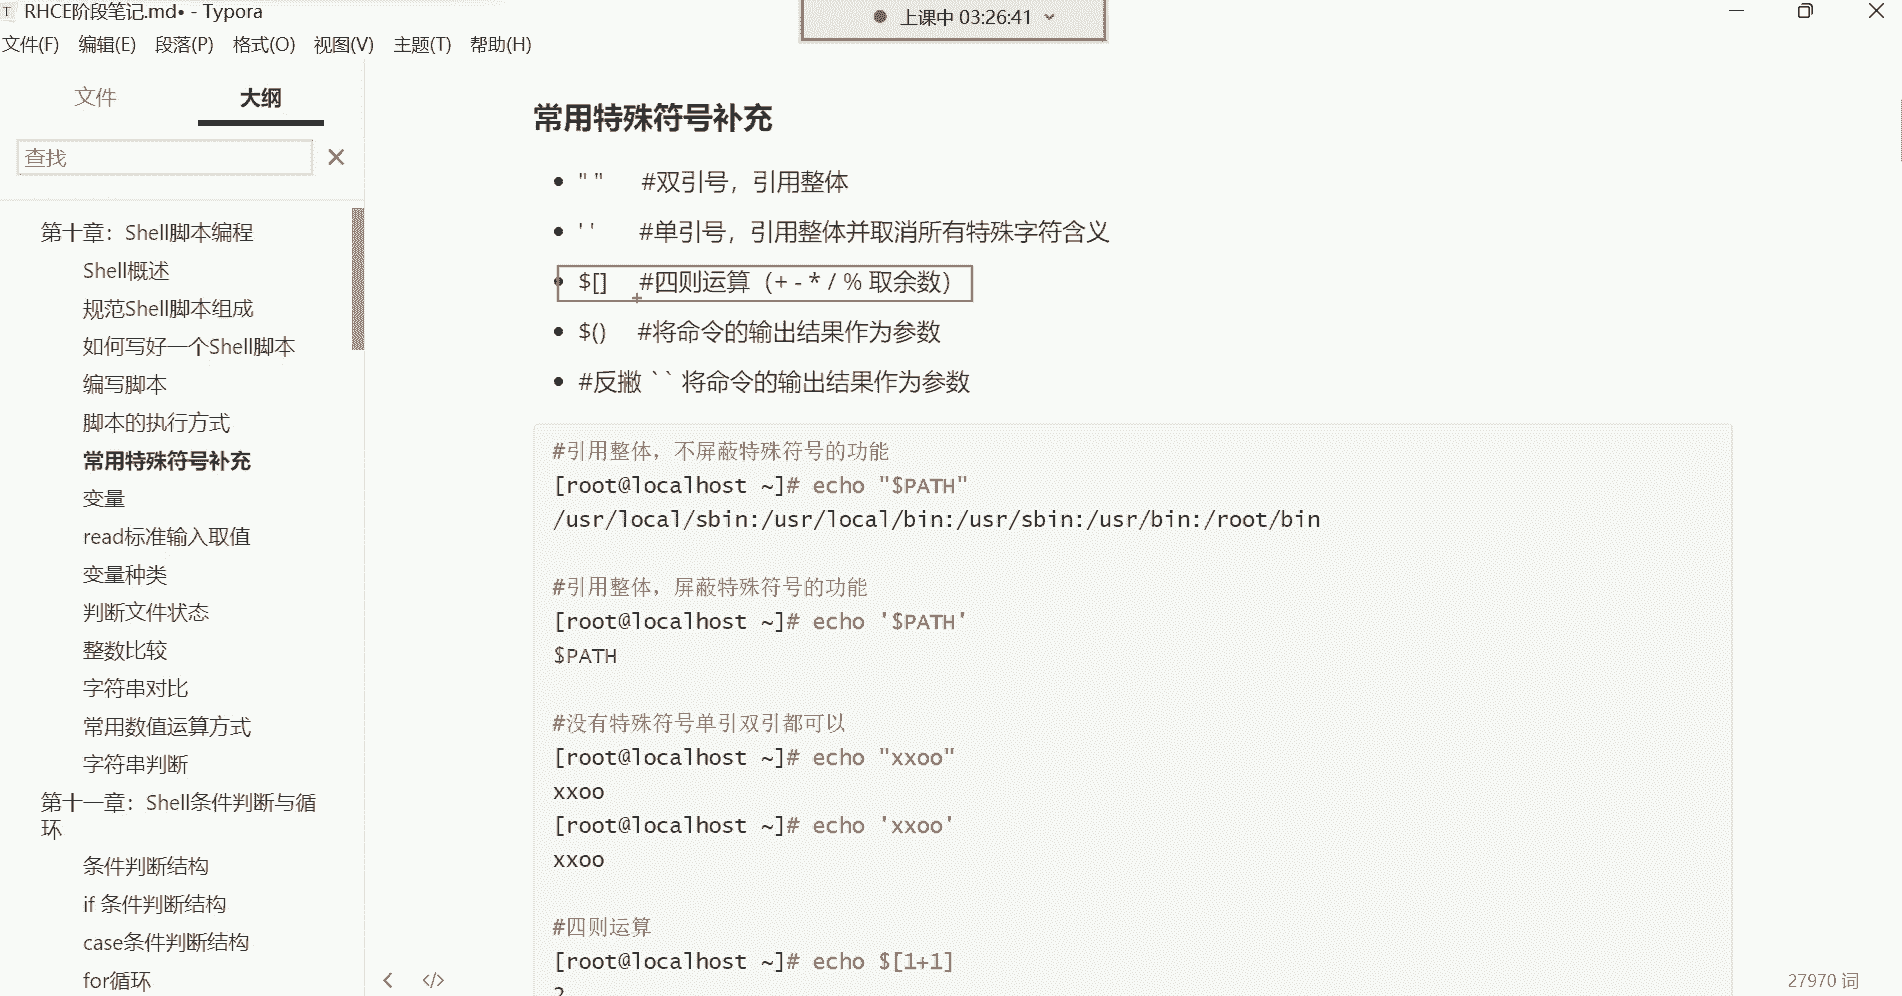 RHCE阶段笔记.md• - Typora
上课中 03:26:41
文件(F) 编辑(E) 段落(P) 格式(O) 视图(V) 主题(T) 帮助(H)
文件 大纲
查找
第十章：Shell脚本编程
Shell概述
规范Shell脚本组成
如何写好一个Shell脚本
编写脚本
脚本的执行方式
常用特殊符号补充
变量
read标准输入取值
变量种类
判断文件状态
整数比较
字符串对比
常用数值运算方式
字符串判断
第十一章：Shell条件判断与循
环
条件判断结构
if 条件判断结构
case条件判断结构
for循环
常用特殊符号补充
• " " #双引号，引用整体
• ' ' #单引号，引用整体并取消所有特殊字符含义
• $[] #四则运算（+ - * / % 取余数）
• $() #将命令的输出结果作为参数
• #反撇 ` ` 将命令的输出结果作为参数
#引用整体，不屏蔽特殊符号的功能
[root@localhost ~]# echo "$PATH"
/usr/local/sbin:/usr/local/bin:/usr/sbin:/usr/bin:/root/bin
#引用整体，屏蔽特殊符号的功能
[root@localhost ~]# echo '$PATH'
$PATH
#没有特殊符号单引双引都可以
[root@localhost ~]# echo "xxoo"
xxoo
[root@localhost ~]# echo 'xxoo'
xxoo
#四则运算
[root@localhost ~]# echo $[1+1]
2
27970 词